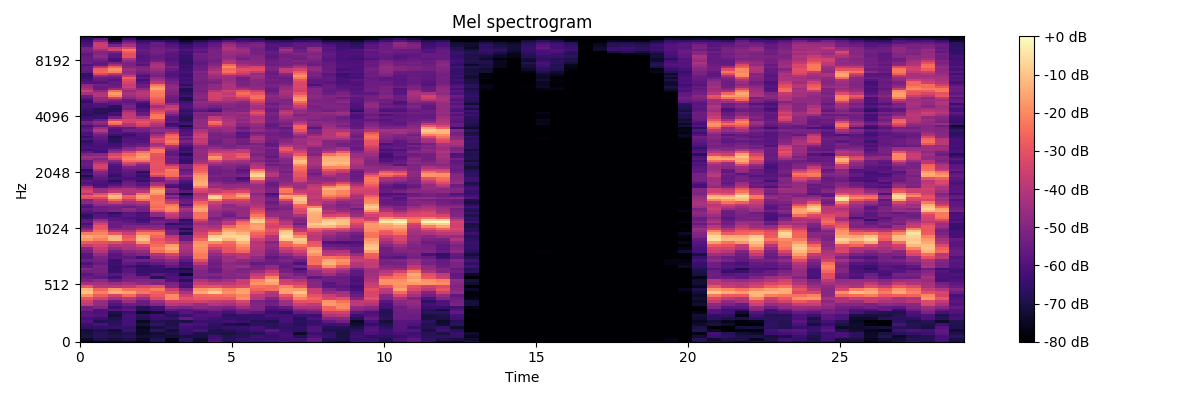 Mel spectrogram
Hz
8192
4096
2048
1024
512
0
0 5 10 15 20 25
Time
+0 dB
-10 dB
-20 dB
-30 dB
-40 dB
-50 dB
-60 dB
-70 dB
-80 dB